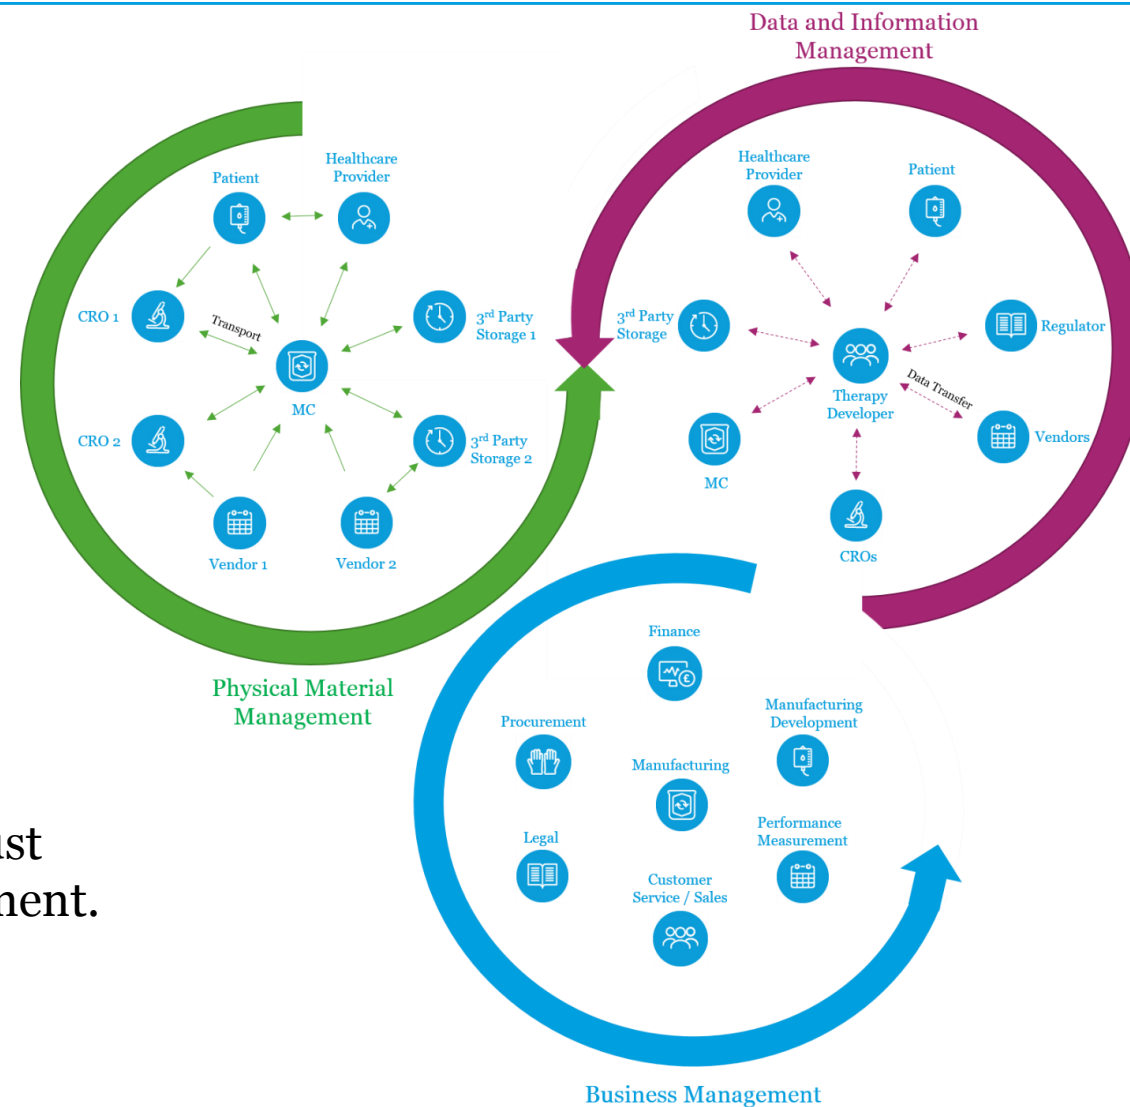 Data and Information
Management
Healthcare
Provider
Patient
CRO 1
Transport
3rd Party
Storage 1
MC
CRO 2
3rd Party
Storage 2
Vendor 1
Vendor 2
Physical Material
Management
Healthcare
Provider
Patient
3rd Party
Storage
Regulator
Therapy
Developer
Data Transfer
Vendors
MC
CROs
Finance
Procurement
Manufacturing
Development
Manufacturing
Legal
Performance
Measurement
Customer
Service / Sales
Business Management